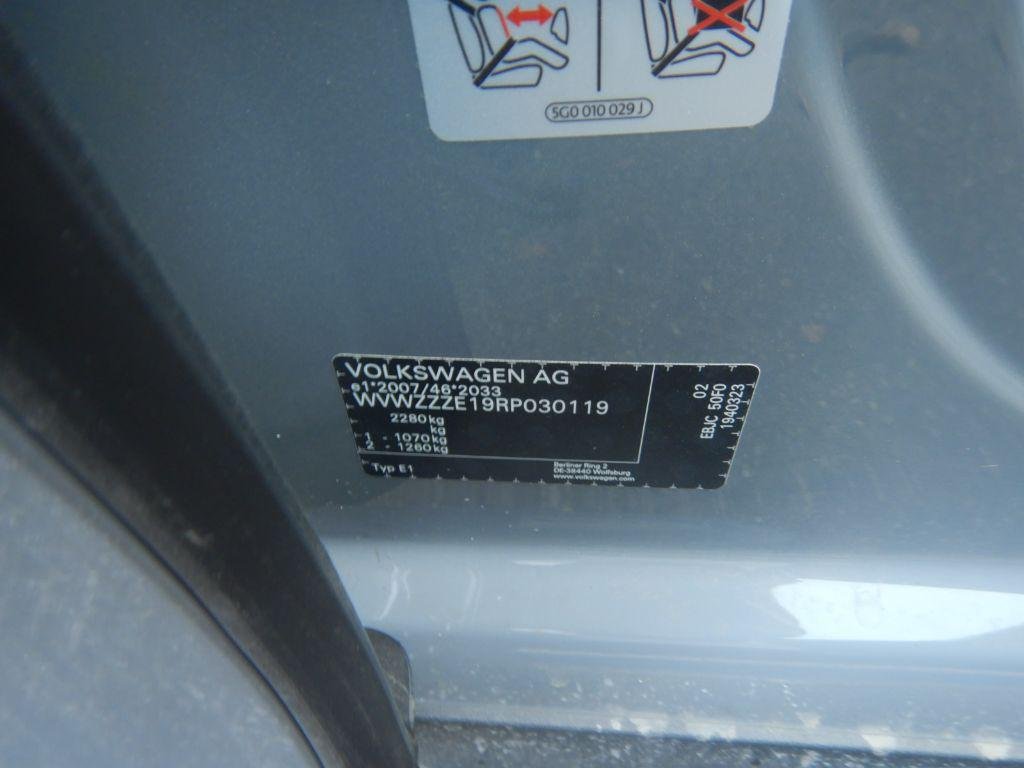 5G0 010 029 J
VOLKSWAGEN AG
e1*2007/46*2033
WVWZZZE19RP030119
2280 kg
kg
1 - 1070 kg
2 - 1260 kg
Typ E1
Berliner Ring 2
DE-38440 Wolfsburg
www.volkswagen.com
02
EBJC 50F0
1940323